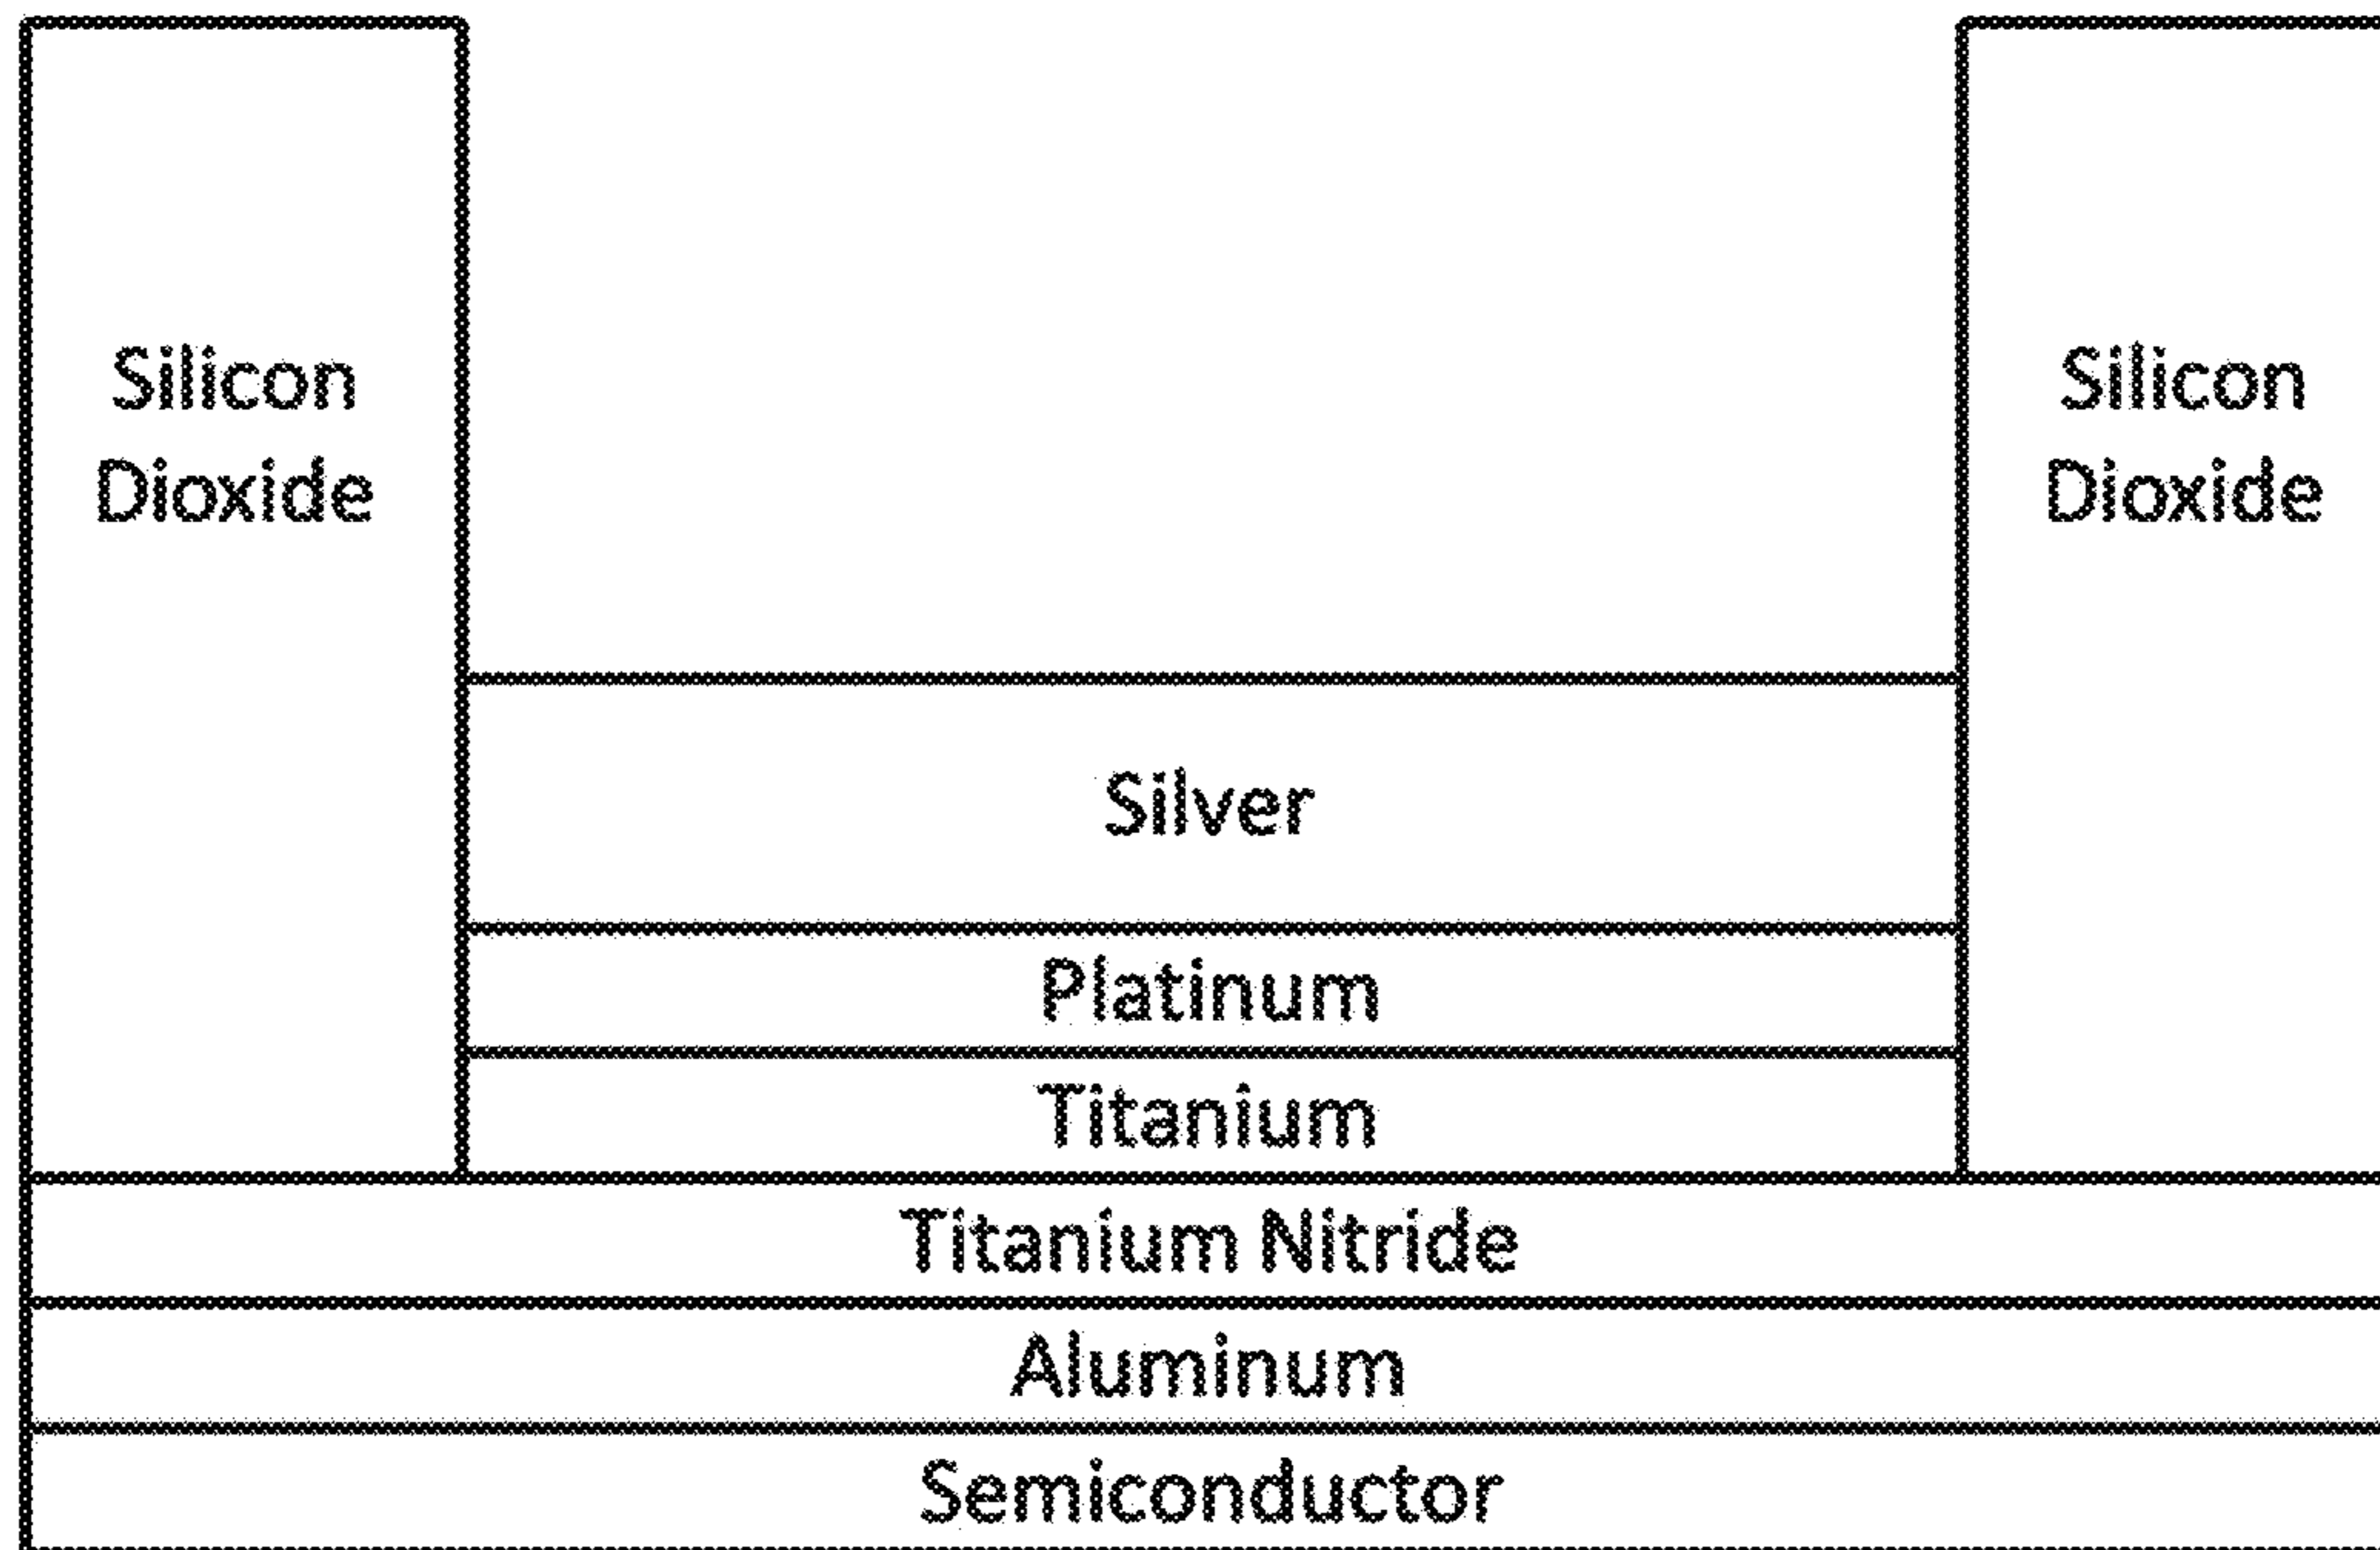 Silicon
Dioxide
Silicon
Dioxide
Silver
Platinum
Titanium
Titanium Nitride
Aluminum
Semiconductor